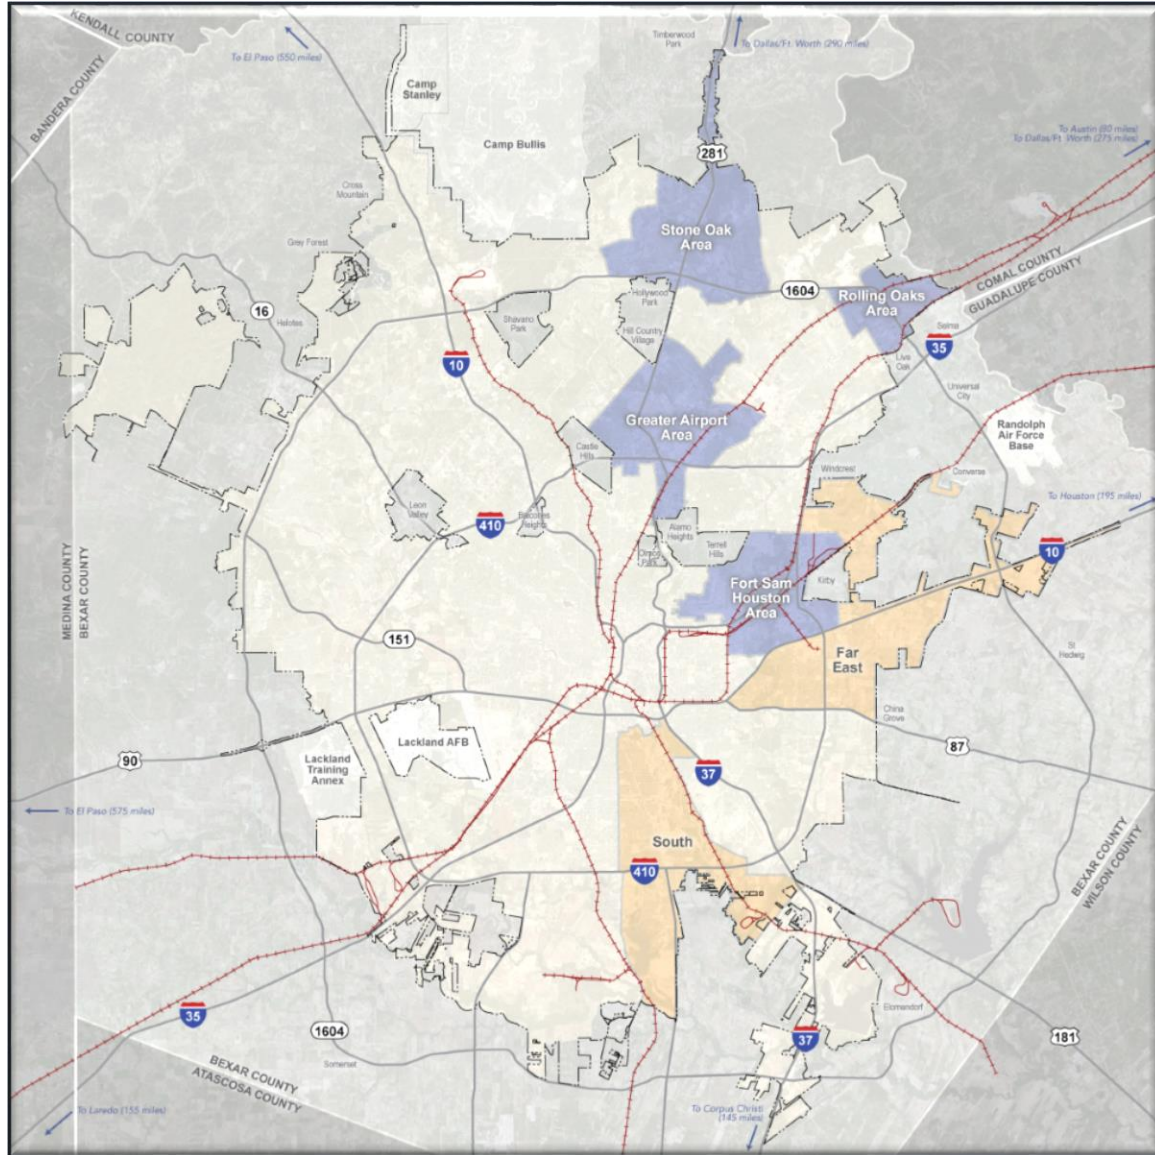 KENDALL COUNTY
BANDERA COUNTY
To El Paso (550 miles)
Timberwood
Park
To Dallas/Ft. Worth (290 miles)
Camp
Stanley
Camp Bullis
281
To Austin (80 miles)
To Dallas/Ft. Worth (275 miles)
Cross
Mountain
Grey Forest
Stone Oak
Area
COMAL COUNTY
GUADALUPE COUNTY
1604
Rolling Oaks
Area
Hollywood
Park
16
Helotes
Shavano
Park
Hill Country
Village
Selma
35
10
Live
Oak
Universal
City
Greater Airport
Area
Randolph
Air Force
Base
Castle
Hills
Windcrest
Converse
To Houston (195 miles)
Leon
Valley
410
Balcones
Heights
Alamo
Heights
Terrell
Hills
Olmos
Park
10
MEDINA COUNTY
BEXAR COUNTY
Fort Sam
Houston
Area
Kirby
151
Far
East
St
Hedwig
China
Grove
Lackland AFB
90
Lackland
Training
Annex
87
37
To El Paso (575 miles)
South
410
BEXAR COUNTY
WILSON COUNTY
35
1604
Elomendorf
37
181
Somerset
BEXAR COUNTY
ATASCOSA COUNTY
To Laredo (155 miles)
To Corpus Christi
(145 miles)